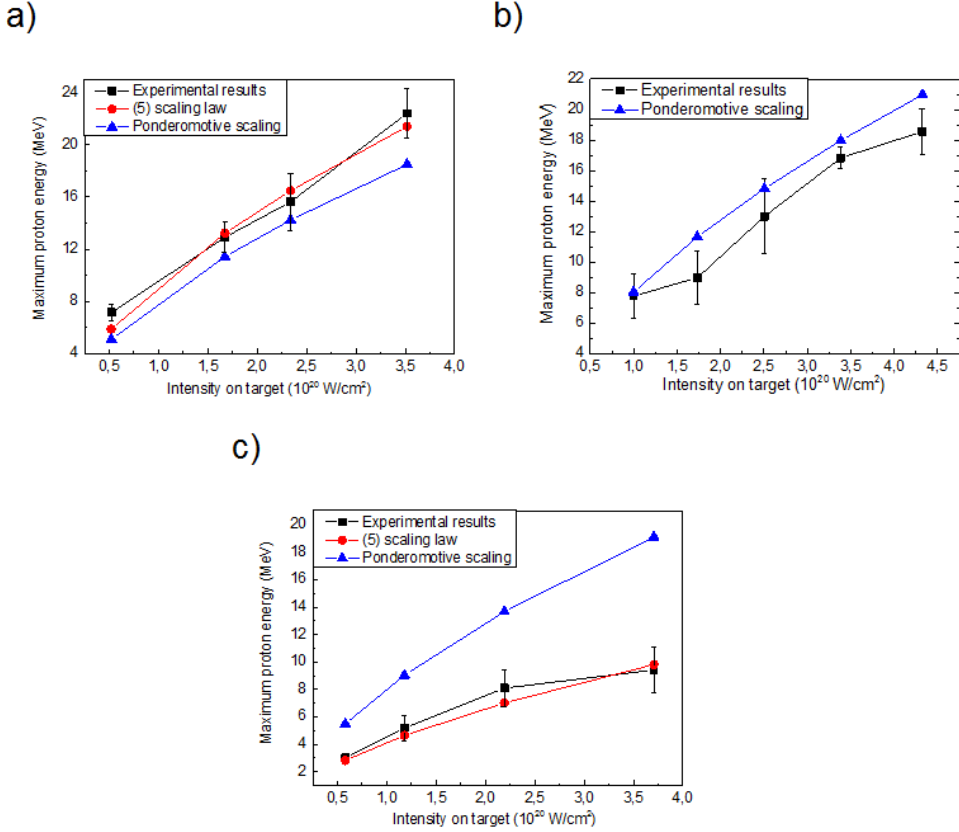 a)
Experimental results
(5) scaling law
Ponderomotive scaling
Maximum proton energy (MeV)
24
20
16
12
8
4
0,5 1,0 1,5 2,0 2,5 3,0 3,5 4,0
Intensity on target (10²⁰ W/cm²)
b)
Experimental results
Ponderomotive scaling
Maximum proton energy (MeV)
22
20
18
16
14
12
10
8
6
4
0,5 1,0 1,5 2,0 2,5 3,0 3,5 4,0 4,5
Intensity on target (10²⁰ W/cm²)
c)
Experimental results
(5) scaling law
Ponderomotive scaling
Maximum proton energy (MeV)
20
18
16
14
12
10
8
6
4
2
0,5 1,0 1,5 2,0 2,5 3,0 3,5 4,0
Intensity on target (10²⁰ W/cm²)